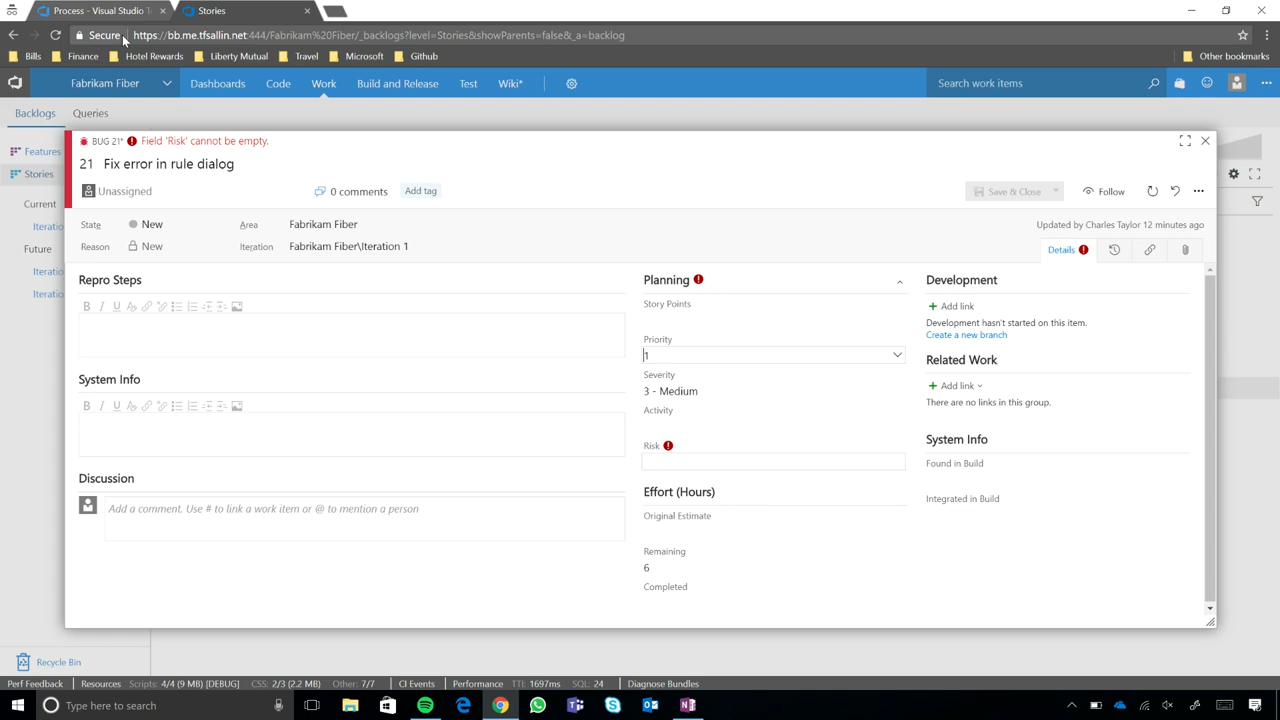 Process - Visual Studio T
Stories
Secure
https://bb.me.tfsallin.net:444/Fabrikam%20Fiber/_backlogs?level=Stories&showParents=false&_a=backlog
Bills
Finance
Hotel Rewards
Liberty Mutual
Travel
Microsoft
Github
Other bookmarks
Fabrikam Fiber
Dashboards
Code
Work
Build and Release
Test
Wiki*
Search work items
Backlogs
Queries
Features
Stories
Current
Iteratio
Future
Iteratio
Iteratio
Recycle Bin
BUG 21*
Field 'Risk' cannot be empty.
21 Fix error in rule dialog
Unassigned
0 comments
Add tag
Save & Close
Follow
State
New
Area
Fabrikam Fiber
Updated by Charles Taylor 12 minutes ago
Reason
New
Iteration
Fabrikam Fiber\Iteration 1
Details
Repro Steps
System Info
Discussion
Add a comment. Use # to link a work item or @ to mention a person
Planning
Story Points
Priority
1
Severity
3 - Medium
Activity
Risk
Effort (Hours)
Original Estimate
Remaining
6
Completed
Development
Add link
Development hasn't started on this item.
Create a new branch
Related Work
Add link
There are no links in this group.
System Info
Found in Build
Integrated in Build
Perf Feedback
Resources
Scripts: 4/4 (9 MB) [DEBUG]
CSS: 2/3 (2.2 MB)
Other: 7/7
CI Events
Performance
TTI: 1697ms
SQL: 24
Diagnose Bundles
Type here to search